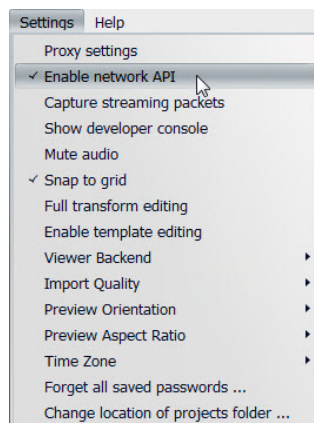 Settings Help
Proxy settings
✓ Enable network API
Capture streaming packets
Show developer console
Mute audio
✓ Snap to grid
Full transform editing
Enable template editing
Viewer Backend
Import Quality
Preview Orientation
Preview Aspect Ratio
Time Zone
Forget all saved passwords ...
Change location of projects folder ...